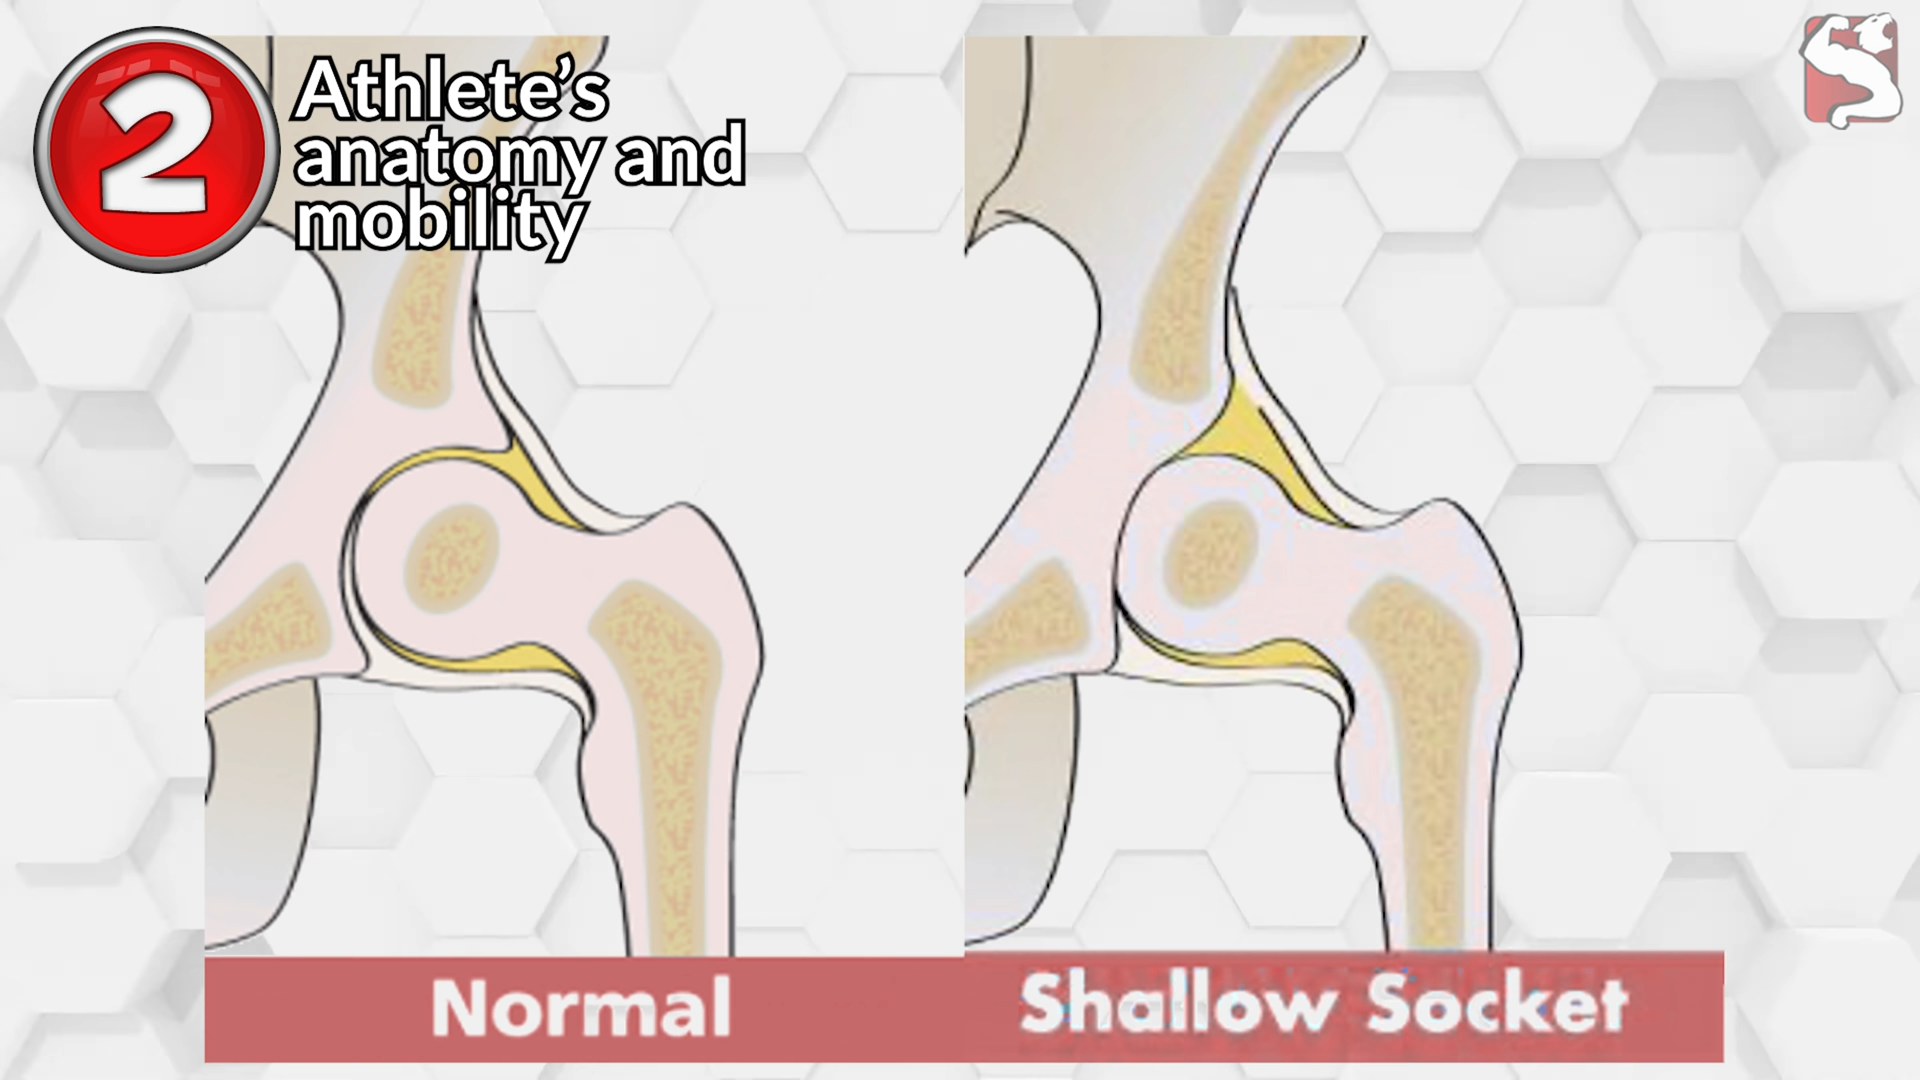 2
Athlete's
anatomy and
mobility
Normal
Shallow Socket